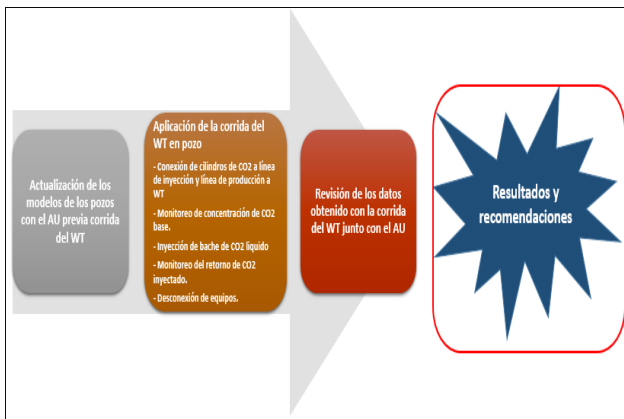 Actualización de los
modelos de los pozos
con el AU previa corrida
del WT
Aplicación de la corrida del
WT en pozo
- Conexión de cilindros de CO2 a línea
de inyección y línea de producción a
WT
- Monitoreo de concentración de CO2
base.
- Inyección de bache de CO2 liquido
- Monitoreo del retorno de CO2
inyectado.
- Desconexión de equipos.
Revisión de los datos
obtenido con la corrida
del WT junto con el AU
Resultados y
recomendaciones